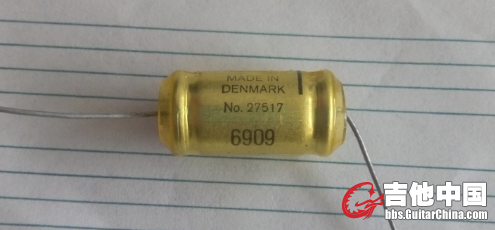 MADE IN
DENMARK
No. 27517
6909
吉他中国
bbs.GuitarChina.com